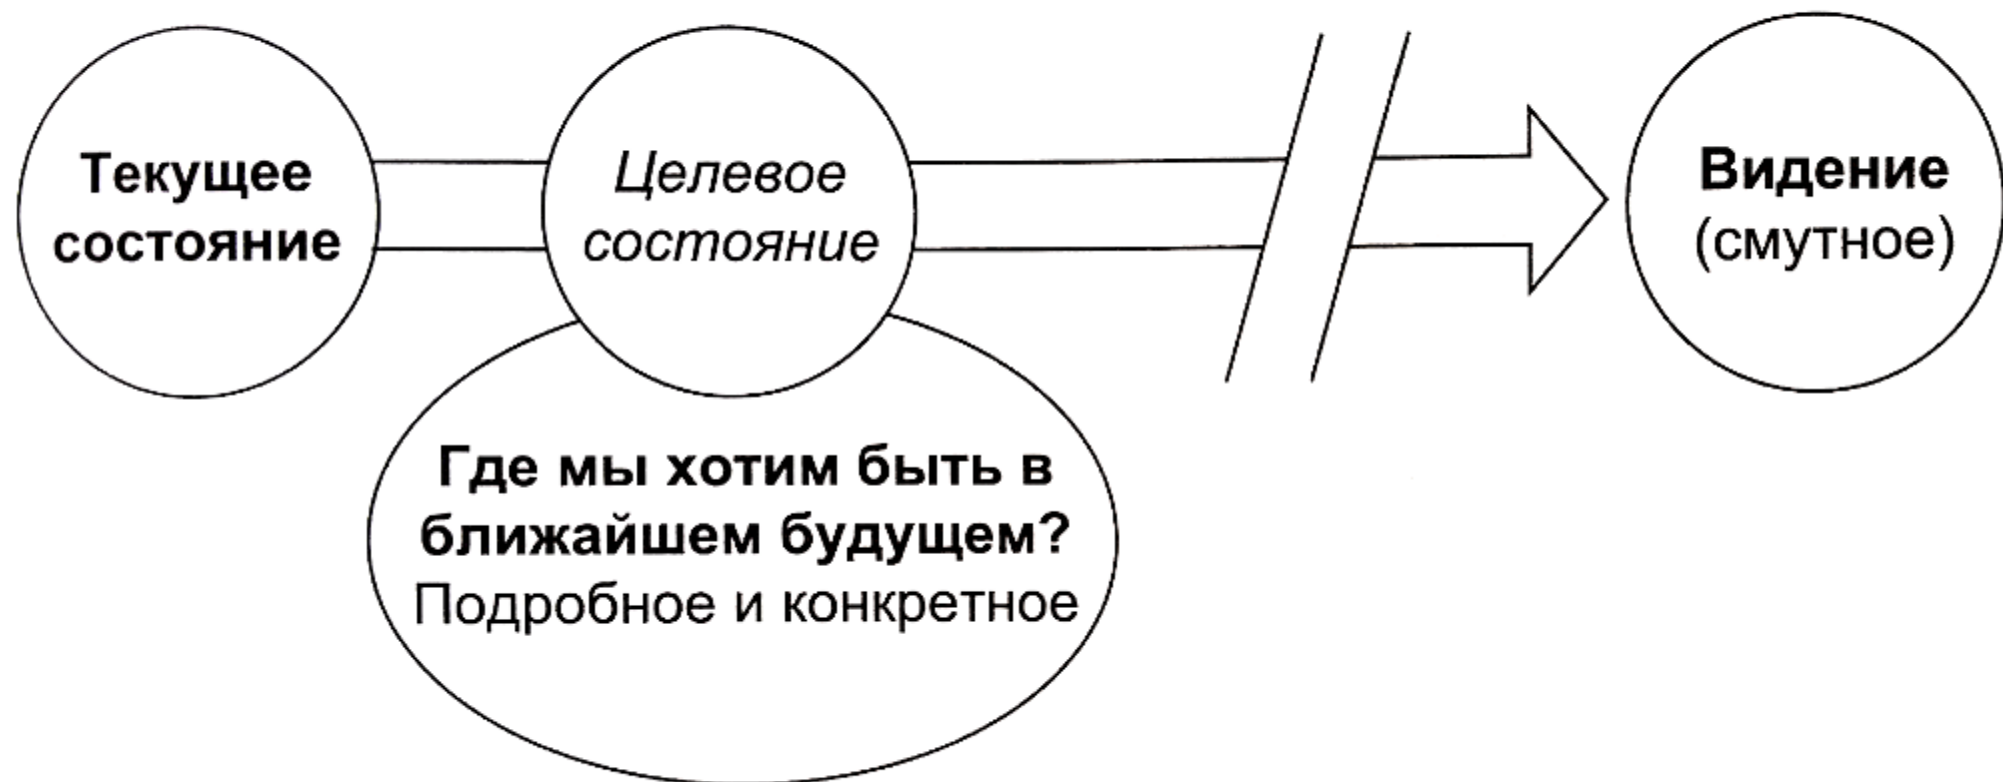 Текущее
состояние
Целевое
состояние
Видение
(смутное)
Где мы хотим быть в
ближайшем будущем?
Подробное и конкретное